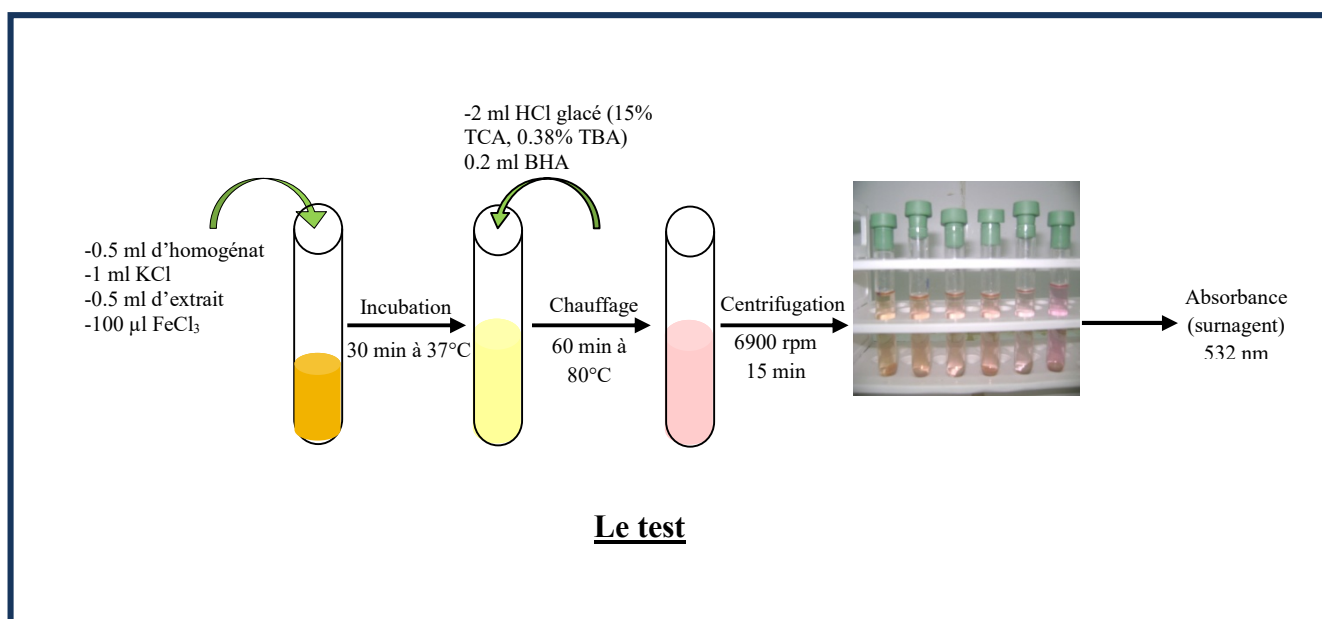 -2 ml HCl glacé (15%
TCA, 0.38% TBA)
0.2 ml BHA
-0.5 ml d’homogénat
-1 ml KCl
-0.5 ml d’extrait
-100 µl FeCl₃
Incubation
30 min à 37°C
Chauffage
60 min à
80°C
Centrifugation
6900 rpm
15 min
Absorbance
(surnagent)
532 nm
Le test